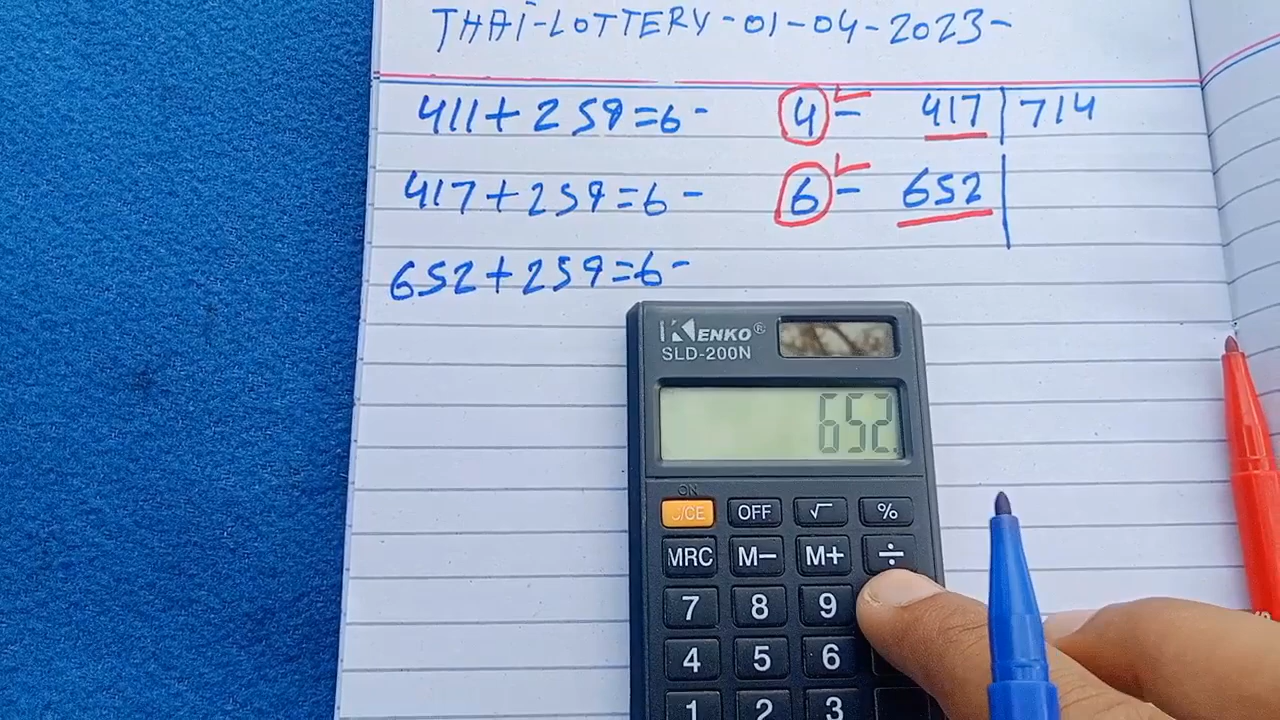 THAI-LOTTERY-01-04-2023-
411+259=6- 4- 417 714
417+259=6- 6- 652
652+259=6-
KENKO®
SLD-200N
652.
ON
C/CE OFF √ %
MRC M− M+ ÷
7 8 9
4 5 6
1 2 3